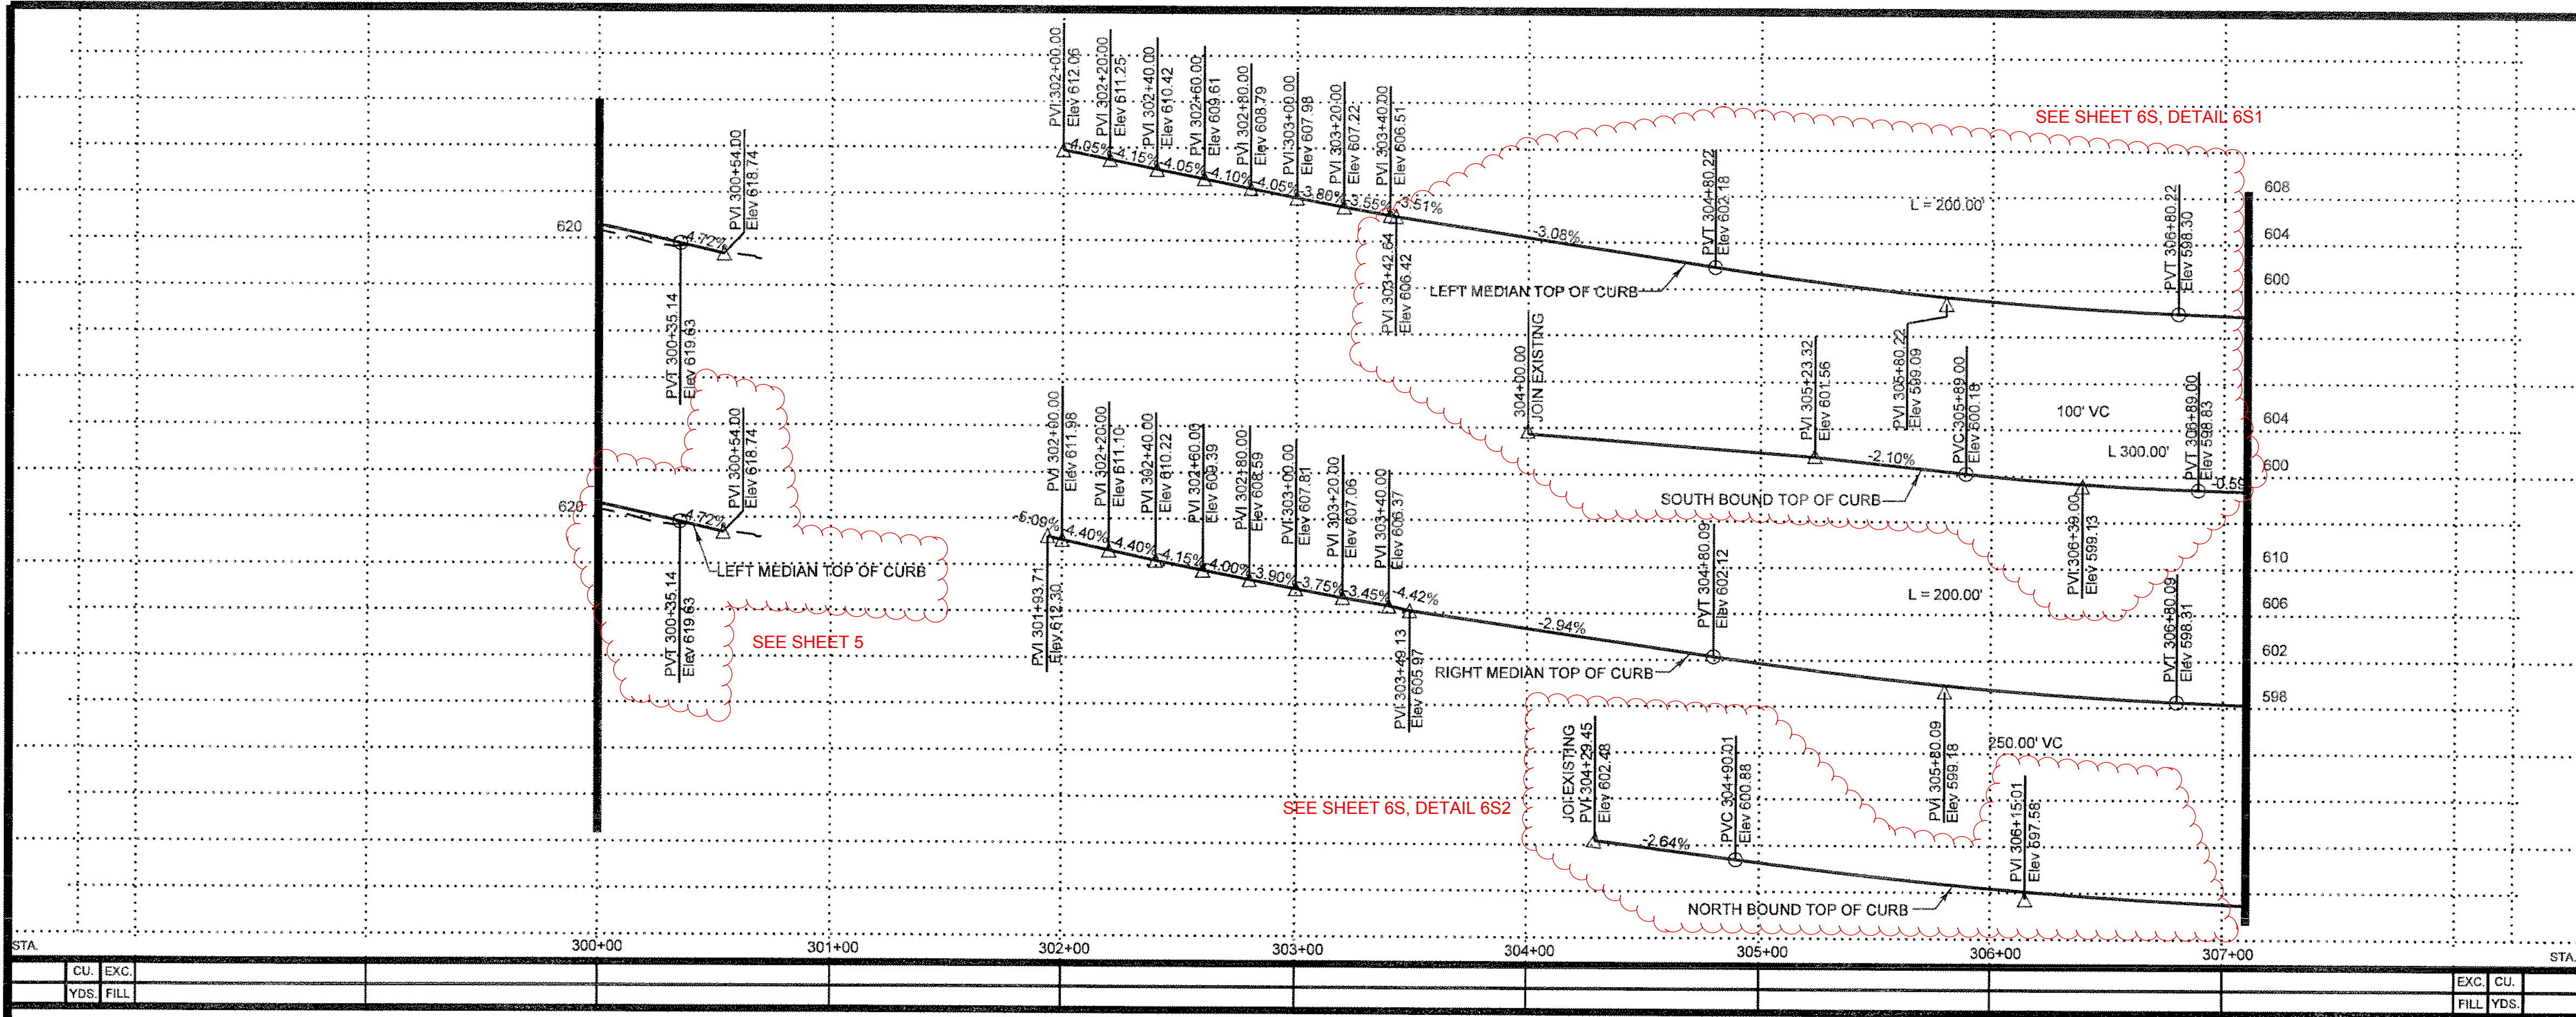 PVI 302+00.00
Elev 612.06
PVI 302+20.00
Elev 611.25
PVI 302+40.00
Elev 610.42
PVI 302+60.00
Elev 609.61
PVI 302+80.00
Elev 608.79
PVI 303+00.00
Elev 607.98
PVI 303+20.00
Elev 607.22
PVI 303+40.00
Elev 606.51
SEE SHEET 6S, DETAIL 6S1
-4.05%
-4.15%
-4.05%
-4.10%
-4.05%
-3.80%
-3.55%
-3.51%
-3.08%
PVT 304+80.22
Elev 602.18
L = 200.00'
PVT 306+80.22
Elev 598.30
608
604
600
620
-4.72%
PVI 300+54.00
Elev 618.74
PVT 300+35.14
Elev 619.63
PVI 303+42.64
Elev 606.42
LEFT MEDIAN TOP OF CURB
304+00.00
JOIN EXISTING
PVI 305+23.32
Elev 601.56
PVI 305+80.22
Elev 599.09
PVC 305+89.00
Elev 600.18
100' VC
L 300.00'
PVT 306+89.00
Elev 598.83
604
600
-2.10%
-0.59
SOUTH BOUND TOP OF CURB
PVI 306+39.00
Elev 599.13
620
-4.72%
PVI 300+54.00
Elev 618.74
LEFT MEDIAN TOP OF CURB
PVT 300+35.14
Elev 619.63
SEE SHEET 5
PVI 302+00.00
Elev 611.98
PVI 302+20.00
Elev 611.10
PVI 302+40.00
Elev 610.22
PVI 302+60.00
Elev 609.39
PVI 302+80.00
Elev 608.59
PVI 303+00.00
Elev 607.81
PVI 303+20.00
Elev 607.06
PVI 303+40.00
Elev 606.37
-5.09%
-4.40%
-4.40%
-4.15%
-4.00%
-3.90%
-3.75%
-3.45%
-4.42%
-2.94%
PVI 301+93.71
Elev 612.30
PVI 303+49.13
Elev 605.97
PVT 304+80.09
Elev 602.12
L = 200.00'
PVT 306+80.09
Elev 598.31
610
606
602
598
RIGHT MEDIAN TOP OF CURB
PVI 305+80.09
Elev 599.18
250.00' VC
SEE SHEET 6S, DETAIL 6S2
JOI EXISTING
PVI 304+29.45
Elev 602.48
PVC 304+90.01
Elev 600.88
-2.64%
PVI 306+15.01
Elev 597.58
NORTH BOUND TOP OF CURB
STA. 300+00 301+00 302+00 303+00 304+00 305+00 306+00 307+00 STA.
CU. EXC. EXC. CU.
YDS. FILL FILL YDS.